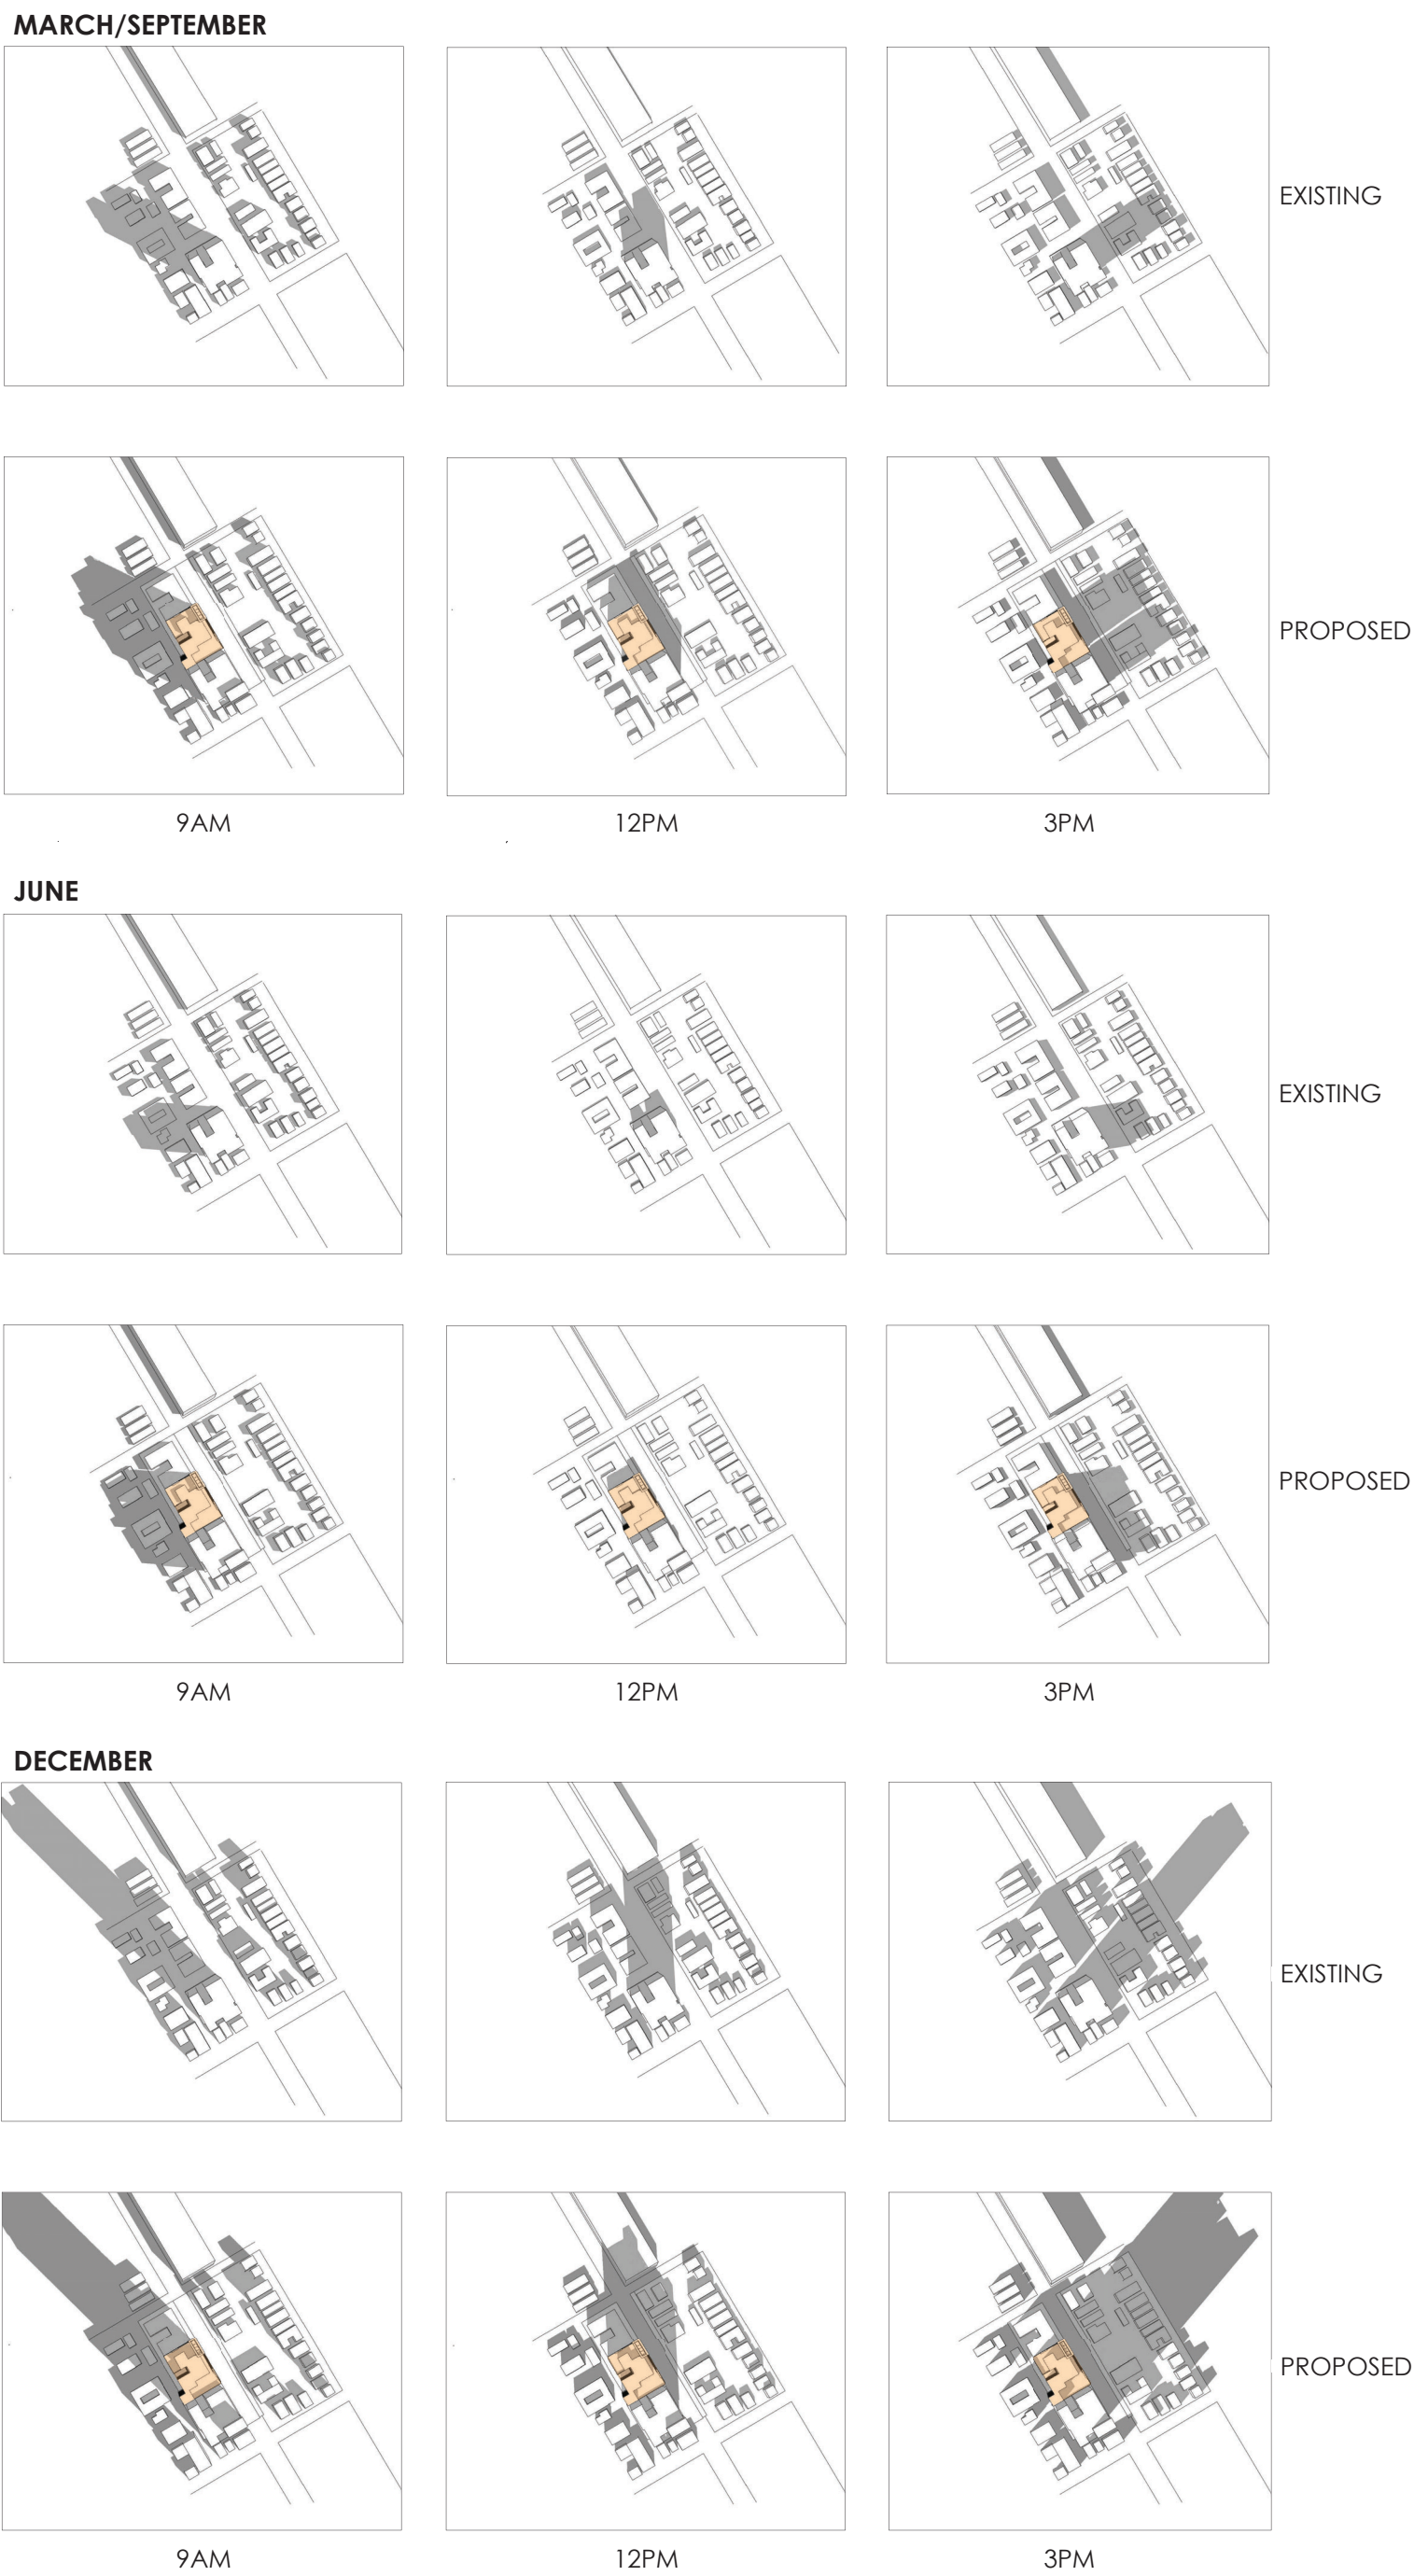 MARCH/SEPTEMBER
EXISTING
PROPOSED
9AM
12PM
3PM
JUNE
EXISTING
PROPOSED
9AM
12PM
3PM
DECEMBER
EXISTING
PROPOSED
9AM
12PM
3PM